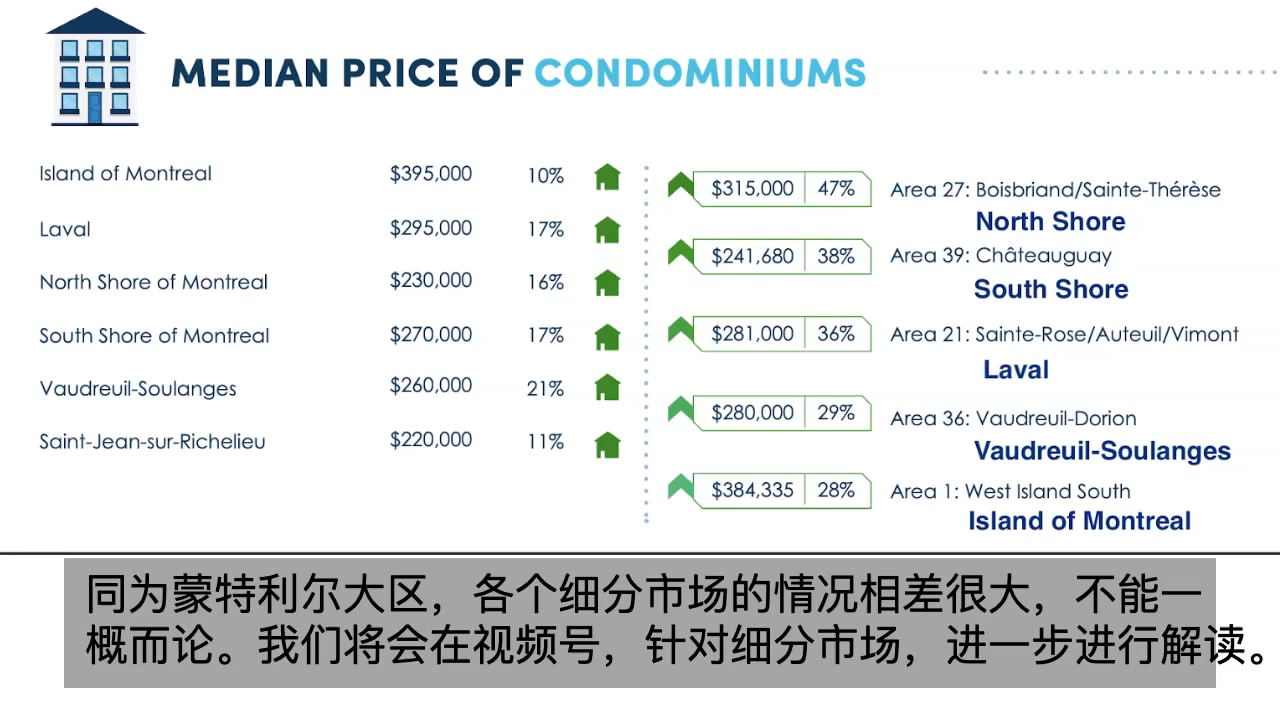 MEDIAN PRICE OF CONDOMINIUMS
Island of Montreal $395,000 10%
Laval $295,000 17%
North Shore of Montreal $230,000 16%
South Shore of Montreal $270,000 17%
Vaudreuil-Soulanges $260,000 21%
Saint-Jean-sur-Richelieu $220,000 11%
$315,000 47% Area 27: Boisbriand/Sainte-Thérèse
North Shore
$241,680 38% Area 39: Châteauguay
South Shore
$281,000 36% Area 21: Sainte-Rose/Auteuil/Vimont
Laval
$280,000 29% Area 36: Vaudreuil-Dorion
Vaudreuil-Soulanges
$384,335 28% Area 1: West Island South
Island of Montreal
同为蒙特利尔大区，各个细分市场的情况相差很大，不能一
概而论。我们将会在视频号，针对细分市场，进一步进行解读。